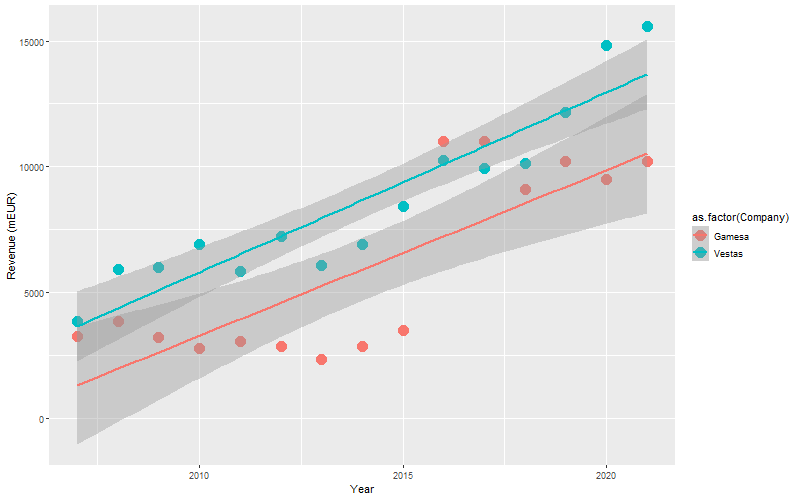 15000
10000
5000
0
Revenue (mEUR)
2010
2015
2020
Year
as.factor(Company)
Gamesa
Vestas